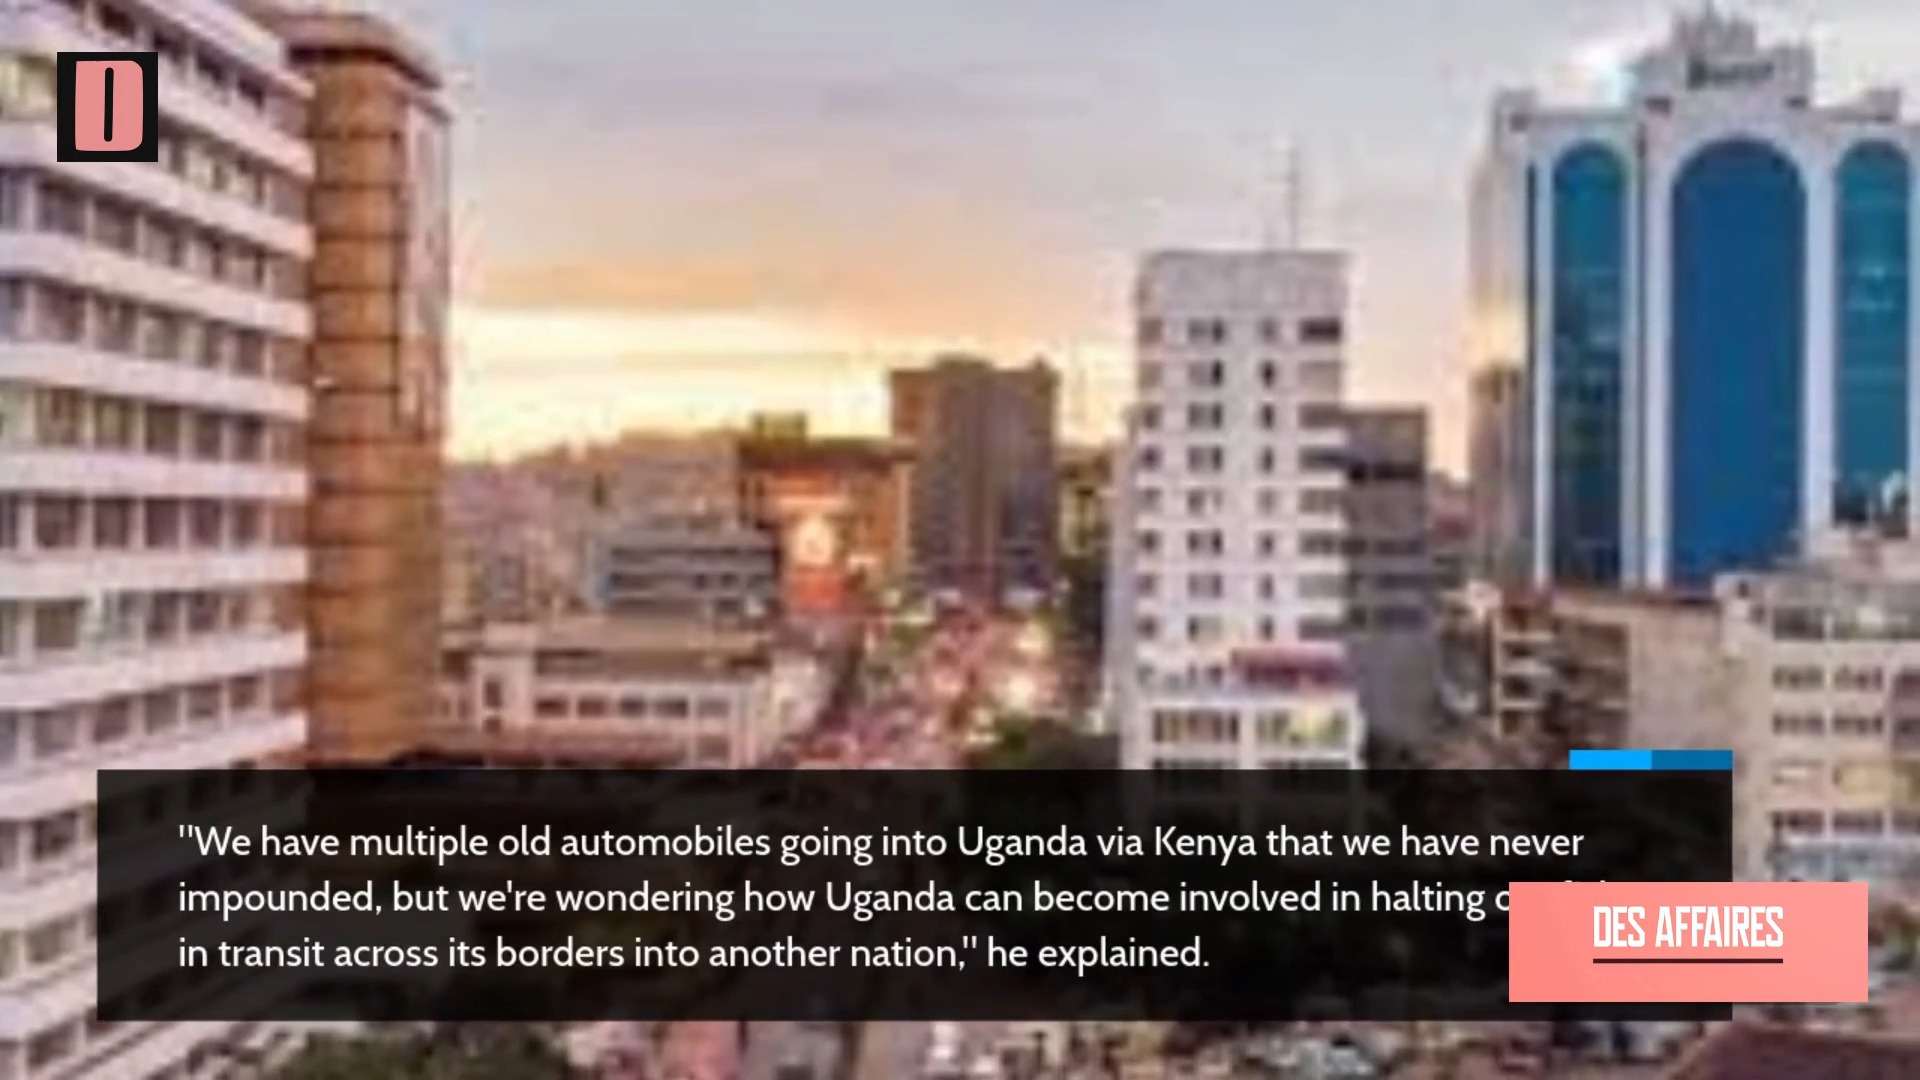 D
"We have multiple old automobiles going into Uganda via Kenya that we have never
impounded, but we're wondering how Uganda can become involved in halting
in transit across its borders into another nation," he explained.
DES AFFAIRES